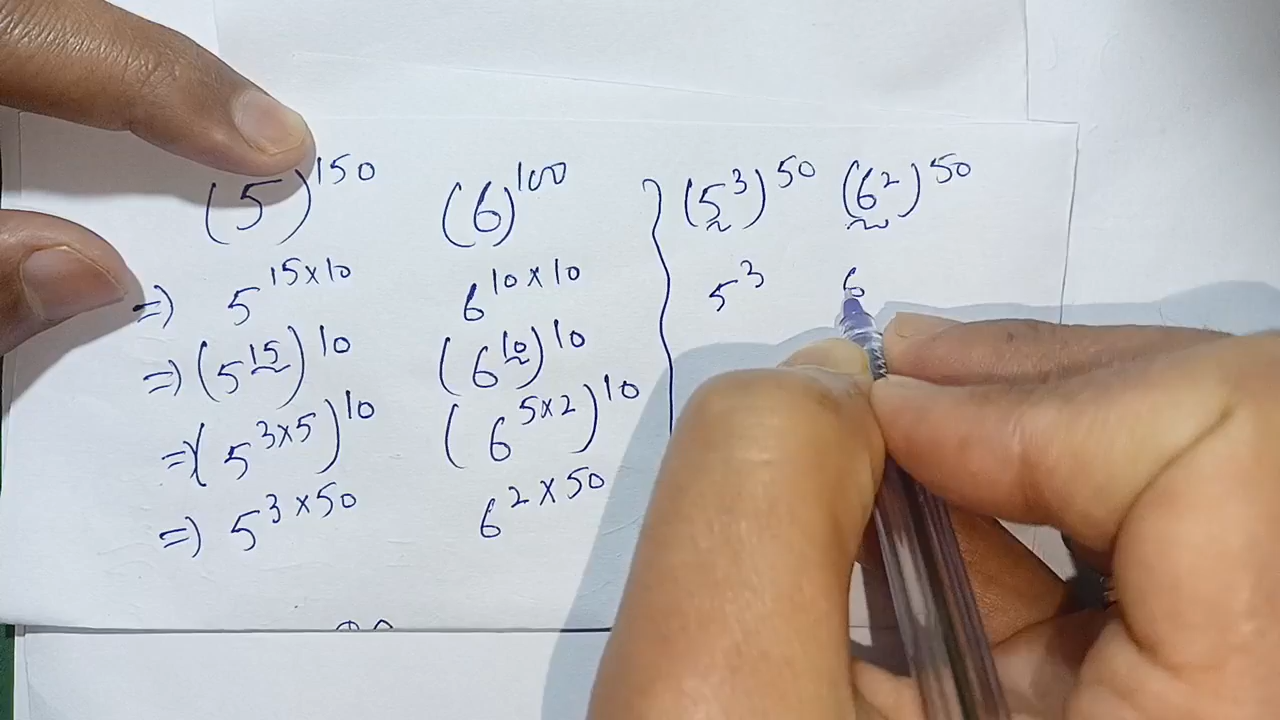 (5)^150 (6)^100
=> 5^15×10 6^10×10
=> (5^15)^10 (6^10)^10
=> (5^3×5)^10 (6^5×2)^10
=> 5^3×50 6^2×50
(5^3)^50 (6^2)^50
5^3 6